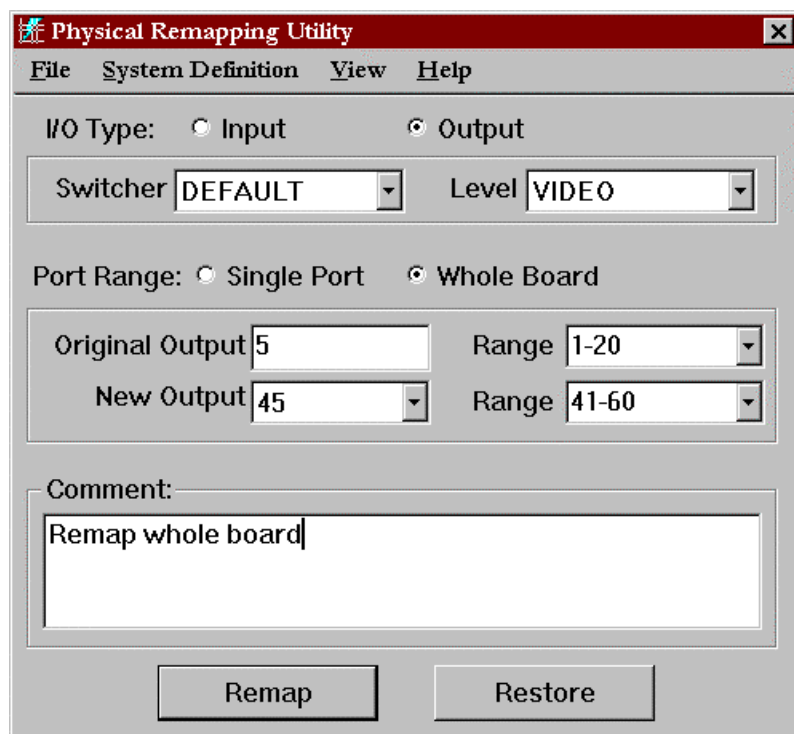 Physical Remapping Utility
File System Definition View Help
I/O Type: Input Output
Switcher DEFAULT Level VIDEO
Port Range: Single Port Whole Board
Original Output 5 Range 1-20
New Output 45 Range 41-60
Comment:
Remap whole board
Remap Restore